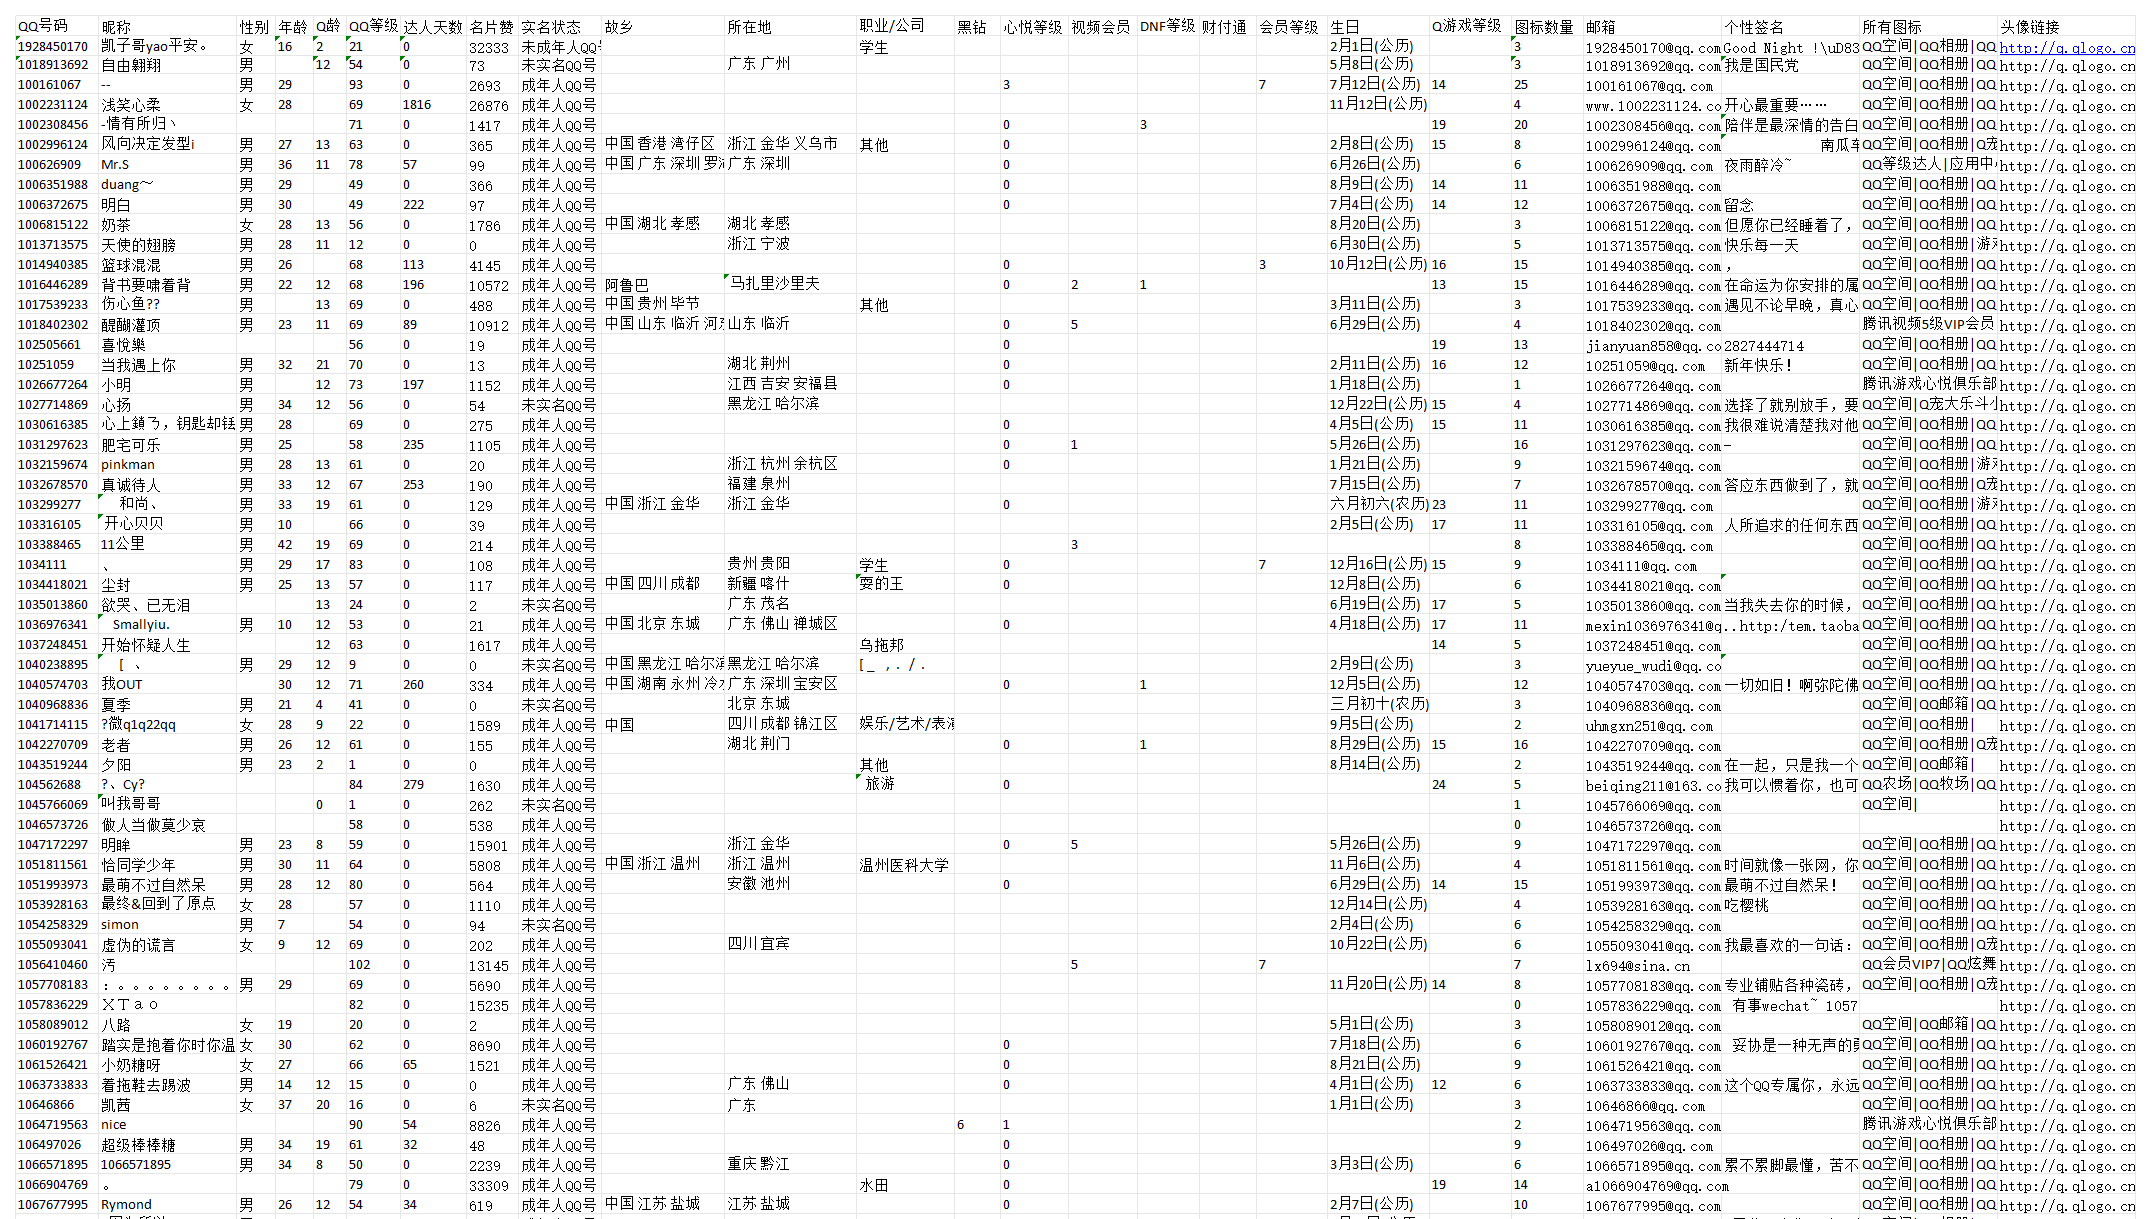 QQ号码 昵称 性别 年龄 Q龄 QQ等级 达人天数 名片赞 实名状态 故乡 所在地 职业/公司 黑钻 心悦等级 视频会员 DNF等级 财付通 会员等级 生日 Q游戏等级 图标数量 邮箱 个性签名 所有图标 头像链接
1928450170 凯子哥yao平安。 女 16 2 21 0 32333 未成年人QQ 学生 2月1日(公历) 3 1928450170@qq.com Good Night !\uD83 QQ空间|QQ相册|QQ http://q.qlogo.cn
1018913692 自由翱翔 男 12 54 0 73 未实名QQ号 广东 广州 5月8日(公历) 3 1018913692@qq.com 我是国民党 QQ空间|QQ相册|QQ http://q.qlogo.cn
100161067 -- 男 29 93 0 2693 成年人QQ号 3 7 7月12日(公历) 14 25 100161067@qq.com QQ空间|QQ相册|QQ http://q.qlogo.cn
1002231124 浅笑心柔 女 28 69 1816 26876 成年人QQ号 11月12日(公历) 4 www.1002231124.co 开心最重要…… QQ空间|QQ相册|QQ http://q.qlogo.cn
1002308456 -情有所归丶 71 0 1417 成年人QQ号 0 3 19 20 1002308456@qq.com 陪伴是最深情的告白 QQ空间|QQ相册|QQ http://q.qlogo.cn
1002996124 风向决定发型i 男 27 13 63 0 365 成年人QQ号 中国 香港 湾仔区 浙江 金华 义乌市 其他 0 2月8日(公历) 15 8 1002996124@qq.com 南瓜车 QQ空间|QQ相册|QQ http://q.qlogo.cn
100626909 Mr.S 男 36 11 78 57 99 成年人QQ号 中国 广东 深圳 罗 广东 深圳 0 6月26日(公历) 6 100626909@qq.com 夜雨醉冷~ QQ等级达人|应用中 http://q.qlogo.cn
1006351988 duang～ 男 29 49 0 366 成年人QQ号 0 8月9日(公历) 14 11 1006351988@qq.com QQ空间|QQ相册|QQ http://q.qlogo.cn
1006372675 明白 男 30 49 222 97 成年人QQ号 0 7月4日(公历) 14 12 1006372675@qq.com 留念 QQ空间|QQ相册|QQ http://q.qlogo.cn
1006815122 奶茶 女 28 13 56 0 1786 成年人QQ号 中国 湖北 孝感 湖北 孝感 8月20日(公历) 3 1006815122@qq.com 但愿你已经睡着了， QQ空间|QQ相册|QQ http://q.qlogo.cn
1013713575 天使的翅膀 男 28 11 12 0 0 成年人QQ号 浙江 宁波 6月30日(公历) 5 1013713575@qq.com 快乐每一天 QQ空间|QQ相册|游 http://q.qlogo.cn
1014940385 篮球混混 男 26 68 113 4145 成年人QQ号 0 3 10月12日(公历) 16 15 1014940385@qq.com ， QQ空间|QQ相册|QQ http://q.qlogo.cn
1016446289 背书要啸着背 男 22 12 68 196 10572 成年人QQ号 阿鲁巴 马扎里沙里夫 0 2 1 13 15 1016446289@qq.com 在命运为你安排的属 QQ空间|QQ相册|QQ http://q.qlogo.cn
1017539233 伤心鱼?? 男 13 69 0 488 成年人QQ号 中国 贵州 毕节 其他 3月11日(公历) 3 1017539233@qq.com 遇见不论早晚，真心 QQ空间|QQ相册|QQ http://q.qlogo.cn
1018402302 醍醐灌顶 男 23 11 69 89 10912 成年人QQ号 中国 山东 临沂 河 山东 临沂 0 5 6月29日(公历) 4 1018402302@qq.com 腾讯视频5级VIP会员 http://q.qlogo.cn
102505661 喜悅樂 56 0 19 成年人QQ号 0 19 13 jianyuan858@qq.co 2827444714 QQ空间|QQ相册|QQ http://q.qlogo.cn
10251059 当我遇上你 男 32 21 70 0 13 成年人QQ号 湖北 荆州 0 2月11日(公历) 16 12 10251059@qq.com 新年快乐！ QQ空间|QQ相册|QQ http://q.qlogo.cn
1026677264 小明 男 12 73 197 1152 成年人QQ号 江西 吉安 安福县 0 1月18日(公历) 1 1026677264@qq.com 腾讯游戏心悦俱乐部 http://q.qlogo.cn
1027714869 心扬 男 34 12 56 0 54 未实名QQ号 黑龙江 哈尔滨 12月22日(公历) 15 4 1027714869@qq.com 选择了就别放手，要 QQ空间|Q宠大乐斗小 http://q.qlogo.cn
1030616385 心上鎖ㄋ，钥匙却铥 男 28 69 0 275 成年人QQ号 0 4月5日(公历) 15 11 1030616385@qq.com 我很难说清楚我对他 QQ空间|QQ相册|QQ http://q.qlogo.cn
1031297623 肥宅可乐 男 25 58 235 1105 成年人QQ号 0 1 5月26日(公历) 16 1031297623@qq.com – QQ空间|QQ相册|QQ http://q.qlogo.cn
1032159674 pinkman 男 28 13 61 0 20 成年人QQ号 浙江 杭州 余杭区 0 1月21日(公历) 9 1032159674@qq.com QQ空间|QQ相册|游 http://q.qlogo.cn
1032678570 真诚待人 男 33 12 67 253 190 成年人QQ号 福建 泉州 7月15日(公历) 7 1032678570@qq.com 答应东西做到了，就 QQ空间|QQ相册|Q宠 http://q.qlogo.cn
103299277 和尚、 男 33 19 61 0 129 成年人QQ号 中国 浙江 金华 浙江 金华 0 六月初六(农历) 23 11 103299277@qq.com QQ空间|QQ相册|游 http://q.qlogo.cn
103316105 开心贝贝 男 10 66 0 39 成年人QQ号 2月5日(公历) 17 11 103316105@qq.com 人所追求的任何东西 QQ空间|QQ相册|QQ http://q.qlogo.cn
103388465 11公里 男 42 19 69 0 214 成年人QQ号 3 8 103388465@qq.com QQ空间|QQ相册|QQ http://q.qlogo.cn
1034111 、 男 29 17 83 0 108 成年人QQ号 贵州 贵阳 学生 0 7 12月16日(公历) 15 9 1034111@qq.com QQ空间|QQ相册|QQ http://q.qlogo.cn
1034418021 尘封 男 25 13 57 0 117 成年人QQ号 中国 四川 成都 新疆 喀什 耍的王 0 12月8日(公历) 6 1034418021@qq.com QQ空间|QQ相册|QQ http://q.qlogo.cn
1035013860 欲哭、已无泪 13 24 0 2 未实名QQ号 广东 茂名 6月19日(公历) 17 5 1035013860@qq.com 当我失去你的时候， QQ空间|QQ相册|QQ http://q.qlogo.cn
1036976341 Smallyiu. 男 10 12 53 0 21 成年人QQ号 中国 北京 东城 广东 佛山 禅城区 4月18日(公历) 17 11 mexin1036976341@q ..http:/tem.taoba QQ空间|QQ相册|QQ http://q.qlogo.cn
1037248451 开始怀疑人生 12 63 0 1617 成年人QQ号 乌拖邦 14 5 1037248451@qq.com QQ空间|QQ相册|QQ http://q.qlogo.cn
1040238895 [ 、 男 29 12 9 0 0 未实名QQ号 中国 黑龙江 哈尔滨 黑龙江 哈尔滨 [ _ , . / . 2月9日(公历) 3 yueyue_wudi@qq.co QQ空间|QQ相册|QQ http://q.qlogo.cn
1040574703 我OUT 30 12 71 260 334 成年人QQ号 中国 湖南 永州 冷 广东 深圳 宝安区 0 1 12月5日(公历) 12 1040574703@qq.com 一切如旧！啊弥陀佛 QQ空间|QQ相册|QQ http://q.qlogo.cn
1040968836 夏季 男 21 4 41 0 0 未实名QQ号 北京 东城 三月初十(农历) 3 1040968836@qq.com QQ空间|QQ邮箱|QQ http://q.qlogo.cn
1041714115 ?微q1q22qq 女 28 9 22 0 1589 成年人QQ号 中国 四川 成都 锦江区 娱乐/艺术/表演 9月5日(公历) 2 uhmgxn251@qq.com QQ空间|QQ相册| http://q.qlogo.cn
1042270709 老者 男 26 12 61 0 155 成年人QQ号 湖北 荆门 0 1 8月29日(公历) 15 16 1042270709@qq.com QQ空间|QQ相册|Q宠 http://q.qlogo.cn
1043519244 夕阳 男 23 2 1 0 0 成年人QQ号 其他 8月14日(公历) 2 1043519244@qq.com 在一起，只是我一个 QQ空间|QQ邮箱| http://q.qlogo.cn
104562688 ?、Cy? 84 279 1630 成年人QQ号 旅游 0 24 5 beiqing211@163.co 我可以惯着你，也可 QQ农场|QQ牧场|QQ http://q.qlogo.cn
1045766069 叫我哥哥 0 1 0 262 未实名QQ号 1 1045766069@qq.com QQ空间| http://q.qlogo.cn
1046573726 做人当做莫少哀 58 0 538 成年人QQ号 0 1046573726@qq.com http://q.qlogo.cn
1047172297 明眸 男 23 8 59 0 15901 成年人QQ号 浙江 金华 0 5 5月26日(公历) 9 1047172297@qq.com QQ空间|QQ相册|QQ http://q.qlogo.cn
1051811561 恰同学少年 男 30 11 64 0 5808 成年人QQ号 中国 浙江 温州 浙江 温州 温州医科大学 11月6日(公历) 4 1051811561@qq.com 时间就像一张网，你 QQ空间|QQ相册|QQ http://q.qlogo.cn
1051993973 最萌不过自然呆 男 28 12 80 0 564 成年人QQ号 安徽 池州 0 6月29日(公历) 14 15 1051993973@qq.com 最萌不过自然呆！ QQ空间|QQ相册|QQ http://q.qlogo.cn
1053928163 最终&回到了原点 女 28 57 0 1110 成年人QQ号 12月14日(公历) 4 1053928163@qq.com 吃樱桃 QQ空间|QQ相册|QQ http://q.qlogo.cn
1054258329 simon 男 7 54 0 94 未实名QQ号 2月4日(公历) 6 1054258329@qq.com QQ空间|QQ相册|QQ http://q.qlogo.cn
1055093041 虚伪的谎言 女 9 12 69 0 202 成年人QQ号 四川 宜宾 10月22日(公历) 6 1055093041@qq.com 我最喜欢的一句话： QQ空间|QQ相册|Q宠 http://q.qlogo.cn
1056410460 汚 102 0 13145 成年人QQ号 5 7 7 lx694@sina.cn QQ会员VIP7|QQ炫舞 http://q.qlogo.cn
1057708183 ：。。。。。。。。 男 29 69 0 5690 成年人QQ号 11月20日(公历) 14 8 1057708183@qq.com 专业铺贴各种瓷砖， QQ空间|QQ相册|QQ http://q.qlogo.cn
1057836229 ＸＴａｏ 82 0 15235 成年人QQ号 0 1057836229@qq.com 有事wechat~ 1057 http://q.qlogo.cn
1058089012 八路 女 19 20 0 2 成年人QQ号 5月1日(公历) 3 1058089012@qq.com QQ空间|QQ邮箱|QQ http://q.qlogo.cn
1060192767 踏实是抱着你时你温 女 30 62 0 8690 成年人QQ号 0 7月18日(公历) 6 1060192767@qq.com 妥协是一种无声的勇 QQ空间|QQ相册|QQ http://q.qlogo.cn
1061526421 小奶糖呀 女 27 66 65 1521 成年人QQ号 0 8月21日(公历) 9 1061526421@qq.com QQ空间|QQ相册|QQ http://q.qlogo.cn
1063733833 着拖鞋去踢波 男 14 12 15 0 0 成年人QQ号 广东 佛山 0 4月1日(公历) 12 6 1063733833@qq.com 这个QQ专属你，永远 QQ空间|QQ相册|QQ http://q.qlogo.cn
10646866 凯茜 女 37 20 16 0 6 未实名QQ号 广东 1月1日(公历) 3 10646866@qq.com QQ空间|QQ相册|QQ http://q.qlogo.cn
1064719563 nice 90 54 8826 成年人QQ号 6 1 2 1064719563@qq.com 腾讯游戏心悦俱乐部 http://q.qlogo.cn
106497026 超级棒棒糖 男 34 19 61 32 48 成年人QQ号 0 9 106497026@qq.com QQ空间|QQ相册|QQ http://q.qlogo.cn
1066571895 1066571895 男 34 8 50 0 2239 成年人QQ号 重庆 黔江 0 3月3日(公历) 6 1066571895@qq.com 累不累脚最懂，苦不 QQ空间|QQ相册|QQ http://q.qlogo.cn
1066904769 。 79 0 33309 成年人QQ号 水田 0 19 14 a1066904769@qq.com QQ空间|QQ相册|QQ http://q.qlogo.cn
1067677995 Rymond 男 26 12 54 34 619 成年人QQ号 中国 江苏 盐城 江苏 盐城 0 2月7日(公历) 10 1067677995@qq.com QQ空间|QQ相册|QQ http://q.qlogo.cn